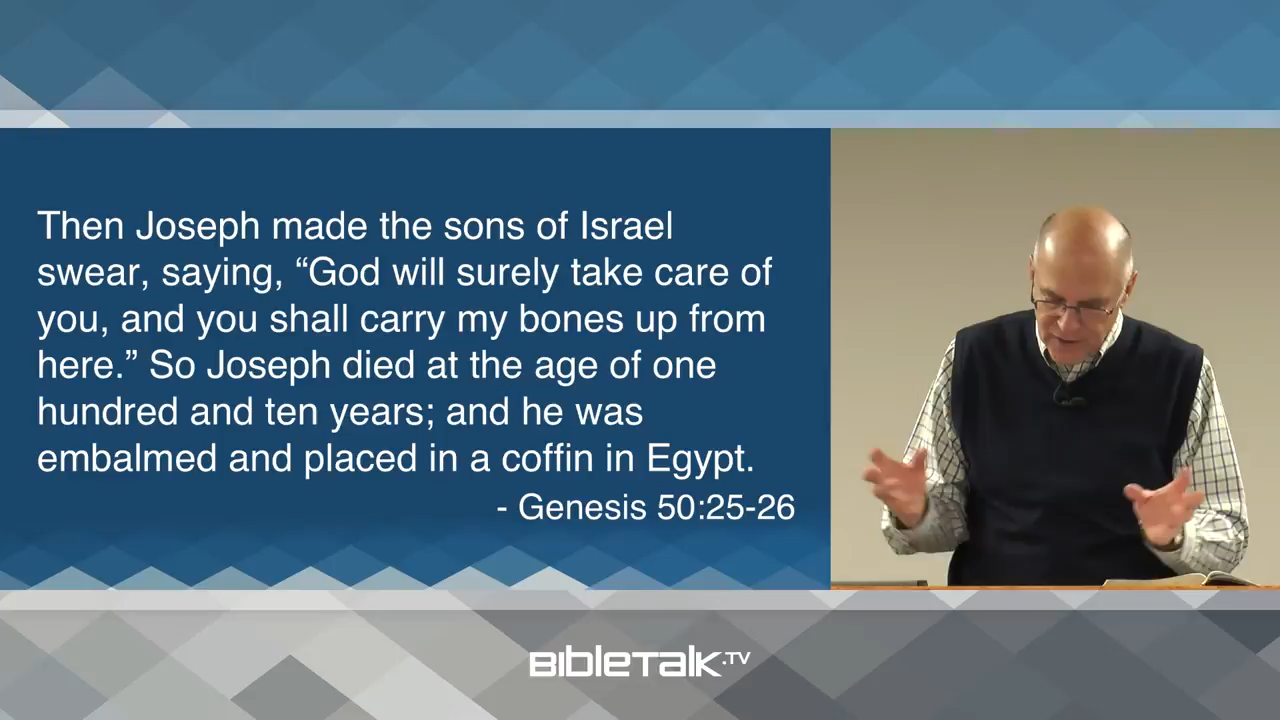 Then Joseph made the sons of Israel
swear, saying, “God will surely take care of
you, and you shall carry my bones up from
here.” So Joseph died at the age of one
hundred and ten years; and he was
embalmed and placed in a coffin in Egypt.
- Genesis 50:25-26
BIBLETALK.TV